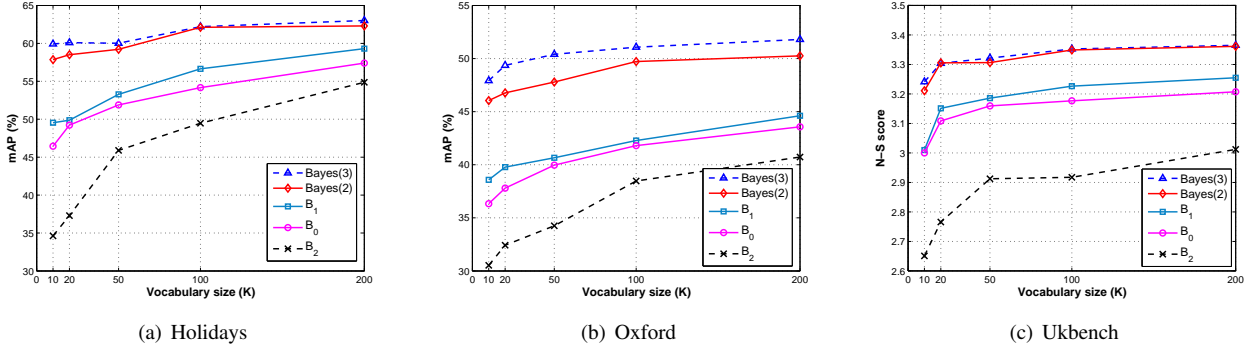 65
60
55
50
45
40
35
30
mAP (%)
0 10 20 50 100 200
Vocabulary size (K)
Bayes(3)
Bayes(2)
B1
B0
B2
(a) Holidays
55
50
45
40
35
30
mAP (%)
0 10 20 50 100 200
Vocabulary size (K)
Bayes(3)
Bayes(2)
B1
B0
B2
(b) Oxford
3.5
3.4
3.3
3.2
3.1
3
2.9
2.8
2.7
2.6
N−S score
0 10 20 50 100 200
Vocabulary size (K)
Bayes(3)
Bayes(2)
B1
B0
B2
(c) Ukbench